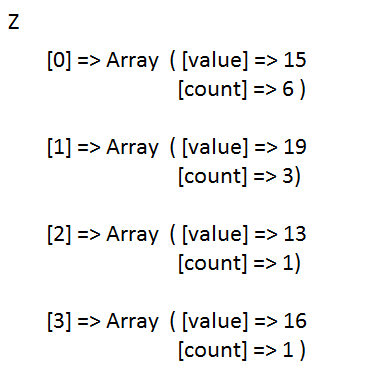 Z
[0] => Array ( [value] => 15
[count] => 6 )
[1] => Array ( [value] => 19
[count] => 3)
[2] => Array ( [value] => 13
[count] => 1)
[3] => Array ( [value] => 16
[count] => 1 )